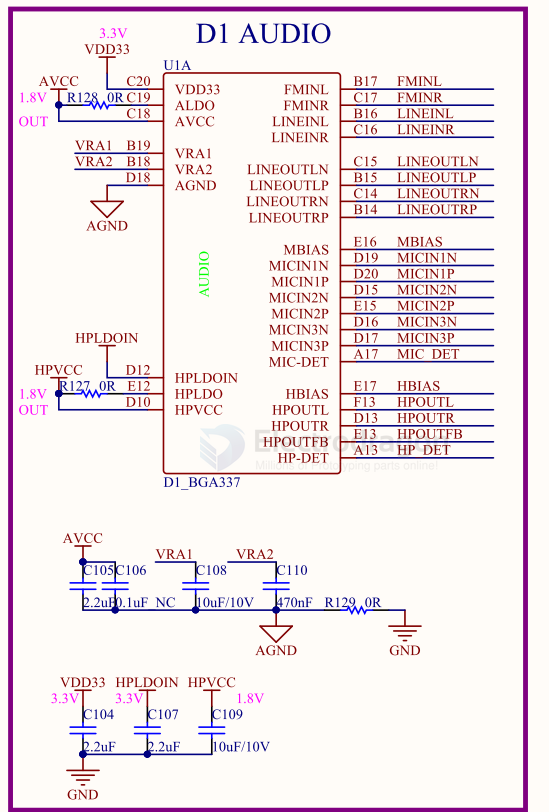 D1 AUDIO
3.3V
VDD33
U1A
AVCC
1.8V
OUT
R128 0R
C20 VDD33
C19 ALDO
C18 AVCC
VRA1 B19 VRA1
VRA2 B18 VRA2
D18 AGND
AGND
AUDIO
FMINL B17 FMINL
FMINR C17 FMINR
LINEINL B16 LINEINL
LINEINR C16 LINEINR
LINEOUTLN C15 LINEOUTLN
LINEOUTLP B15 LINEOUTLP
LINEOUTRN C14 LINEOUTRN
LINEOUTRP B14 LINEOUTRP
MBIAS E16 MBIAS
MICIN1N D19 MICIN1N
MICIN1P D20 MICIN1P
MICIN2N D15 MICIN2N
MICIN2P E15 MICIN2P
MICIN3N D16 MICIN3N
MICIN3P D17 MICIN3P
MIC-DET A17 MIC_DET
HPLDOIN
HPVCC
1.8V
OUT
R127 0R
D12 HPLDOIN
E12 HPLDO
D10 HPVCC
HBIAS E17 HBIAS
HPOUTL F13 HPOUTL
HPOUTR D13 HPOUTR
HPOUTFB E13 HPOUTFB
HP-DET A13 HP_DET
D1_BGA337
Millions of Prototyping parts online!
AVCC VRA1 VRA2
C105 C106 C108 C110
2.2uF 0.1uF NC 10uF/10V 470nF R129 0R
AGND GND
VDD33 HPLDOIN HPVCC
3.3V 3.3V 1.8V
C104 C107 C109
2.2uF 2.2uF 10uF/10V
GND